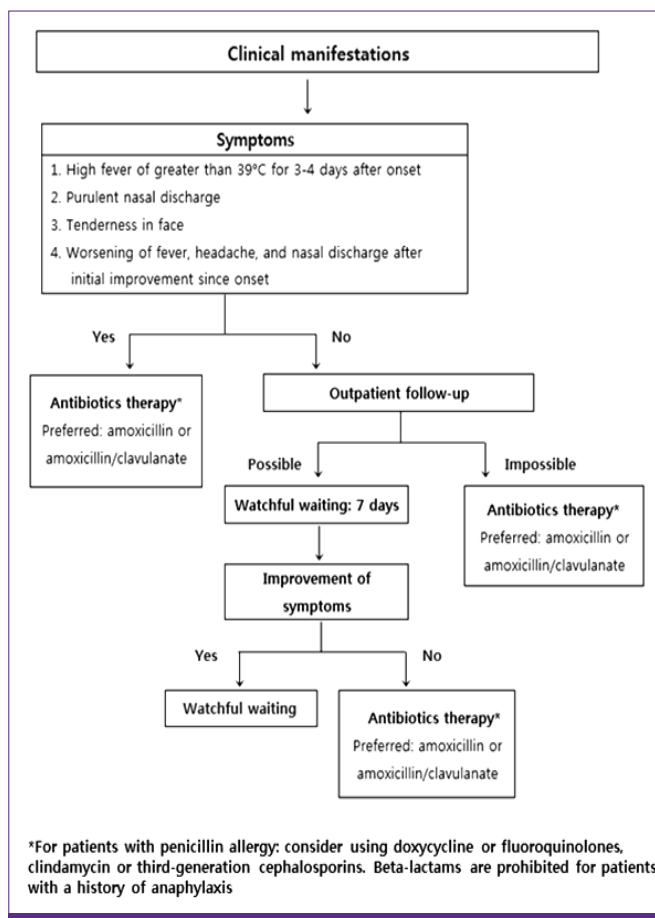 Clinical manifestations
Symptoms
1. High fever of greater than 39°C for 3-4 days after onset
2. Purulent nasal discharge
3. Tenderness in face
4. Worsening of fever, headache, and nasal discharge after
initial improvement since onset
Yes
No
Antibiotics therapy*
Preferred: amoxicillin or
amoxicillin/clavulanate
Outpatient follow-up
Possible
Impossible
Watchful waiting: 7 days
Antibiotics therapy*
Preferred: amoxicillin or
amoxicillin/clavulanate
Improvement of
symptoms
Yes
No
Watchful waiting
Antibiotics therapy*
Preferred: amoxicillin or
amoxicillin/clavulanate
*For patients with penicillin allergy: consider using doxycycline or fluoroquinolones,
clindamycin or third-generation cephalosporins. Beta-lactams are prohibited for patients
with a history of anaphylaxis